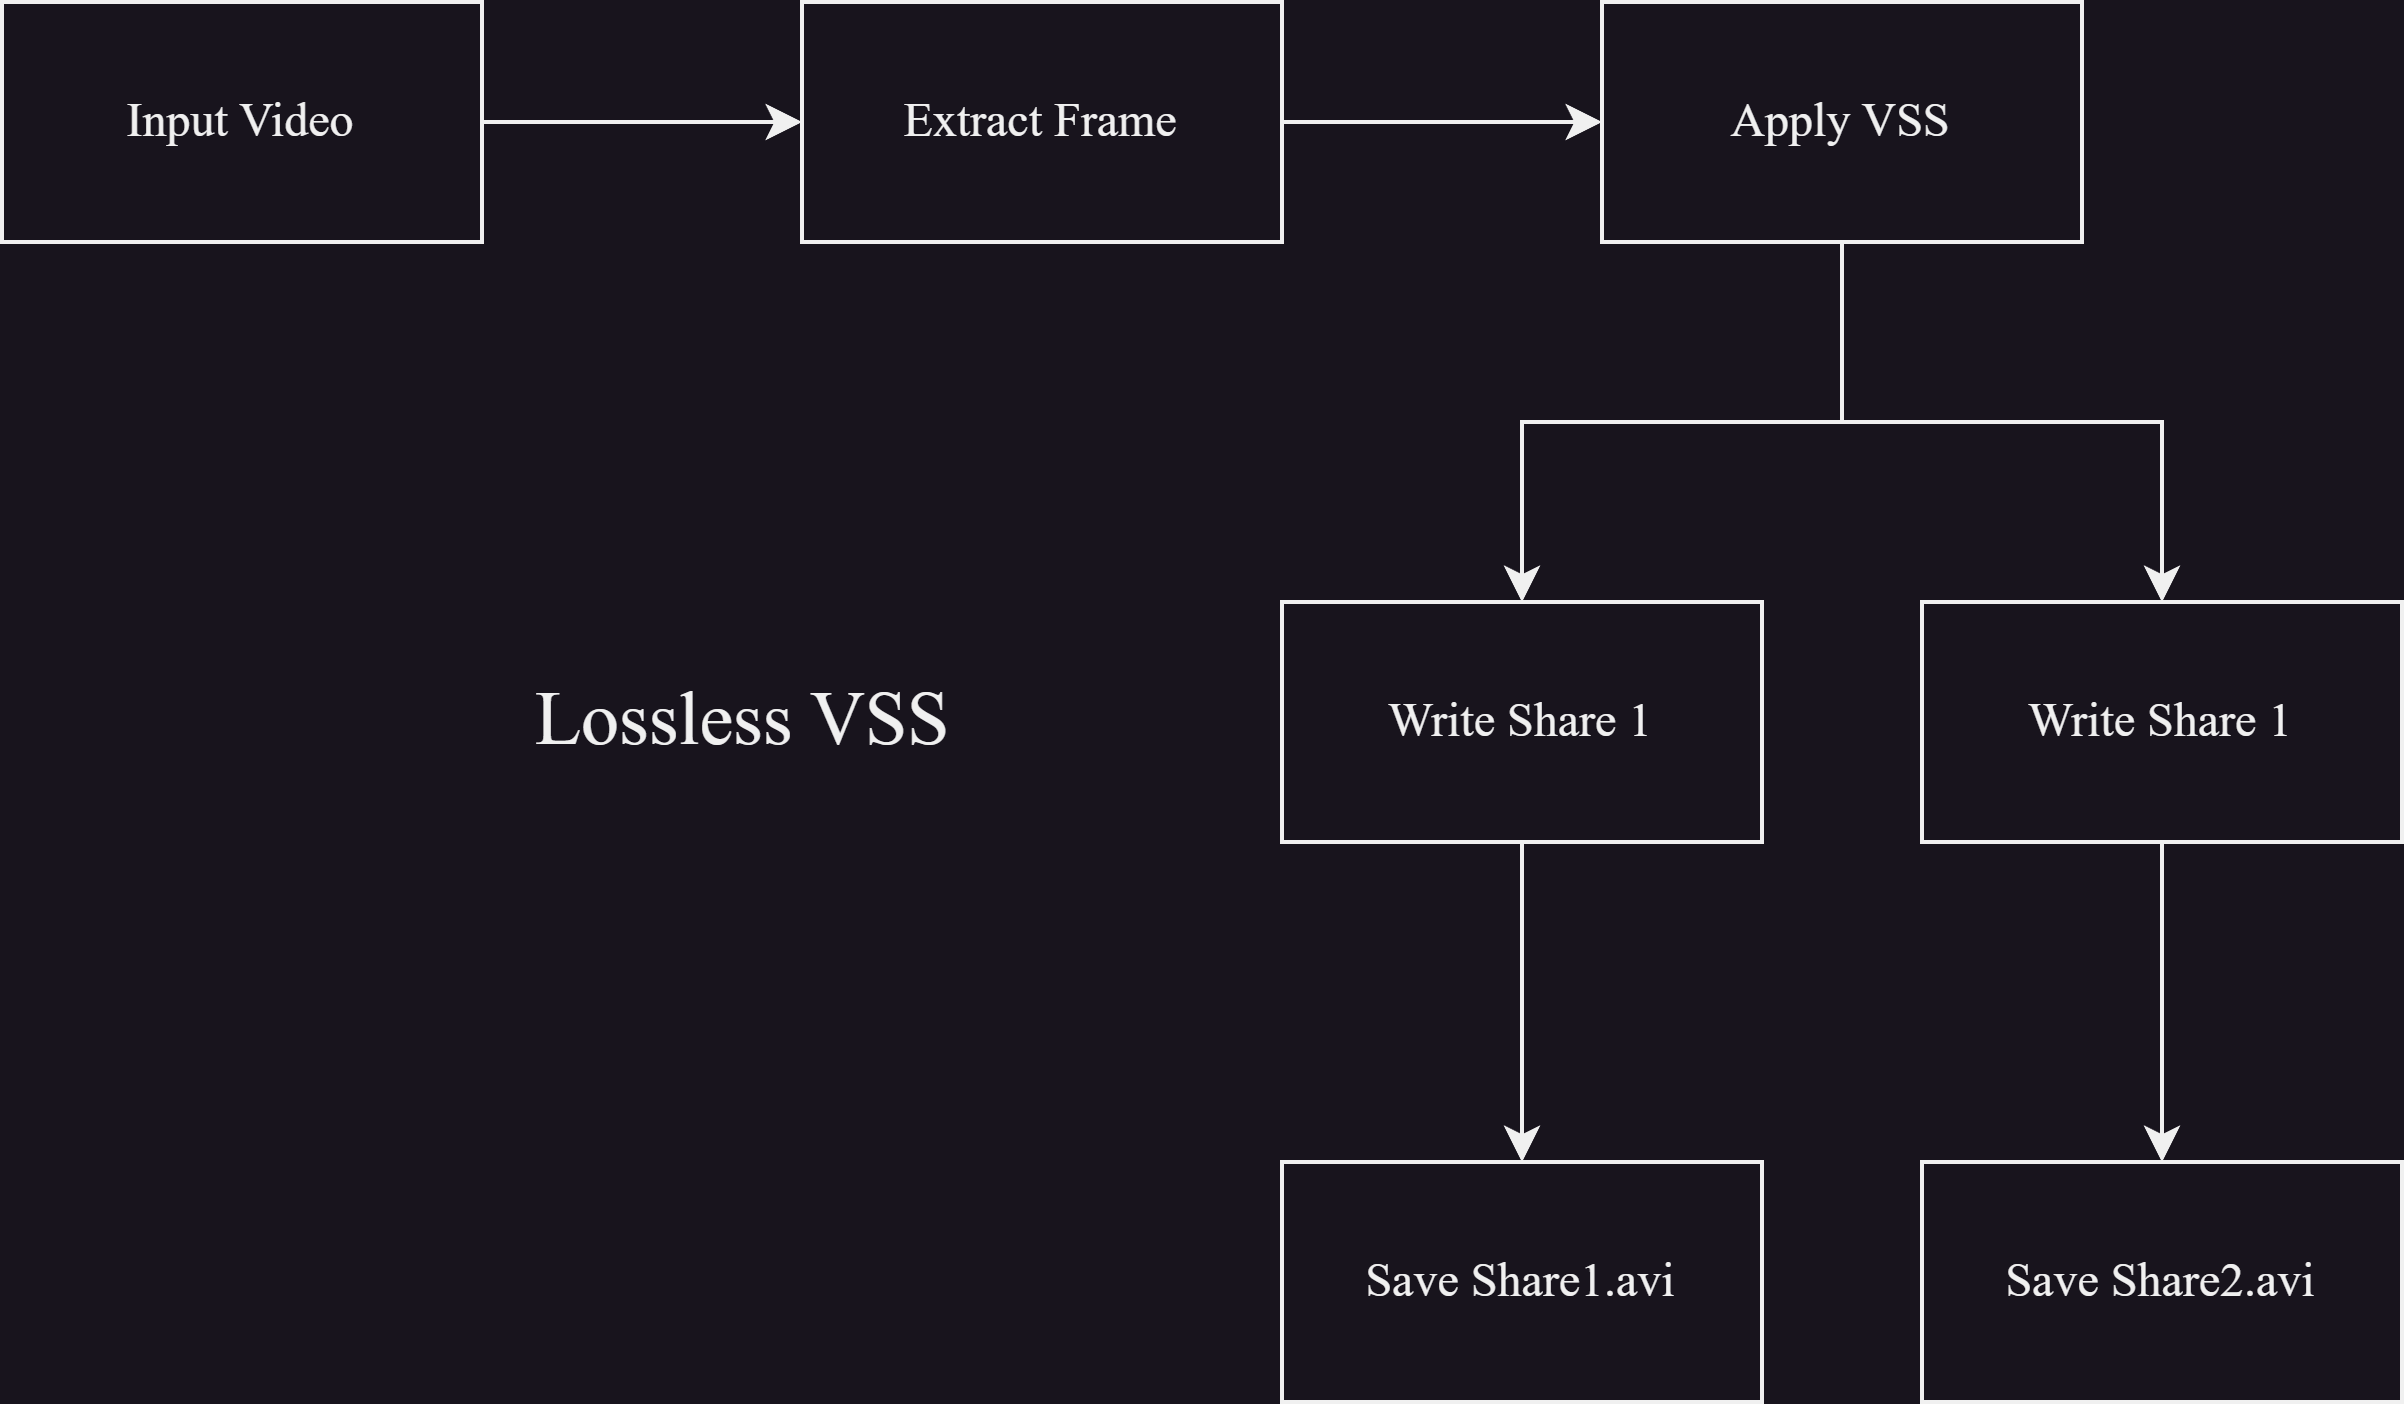 Input Video
Extract Frame
Apply VSS
Lossless VSS
Write Share 1
Write Share 1
Save Share1.avi
Save Share2.avi